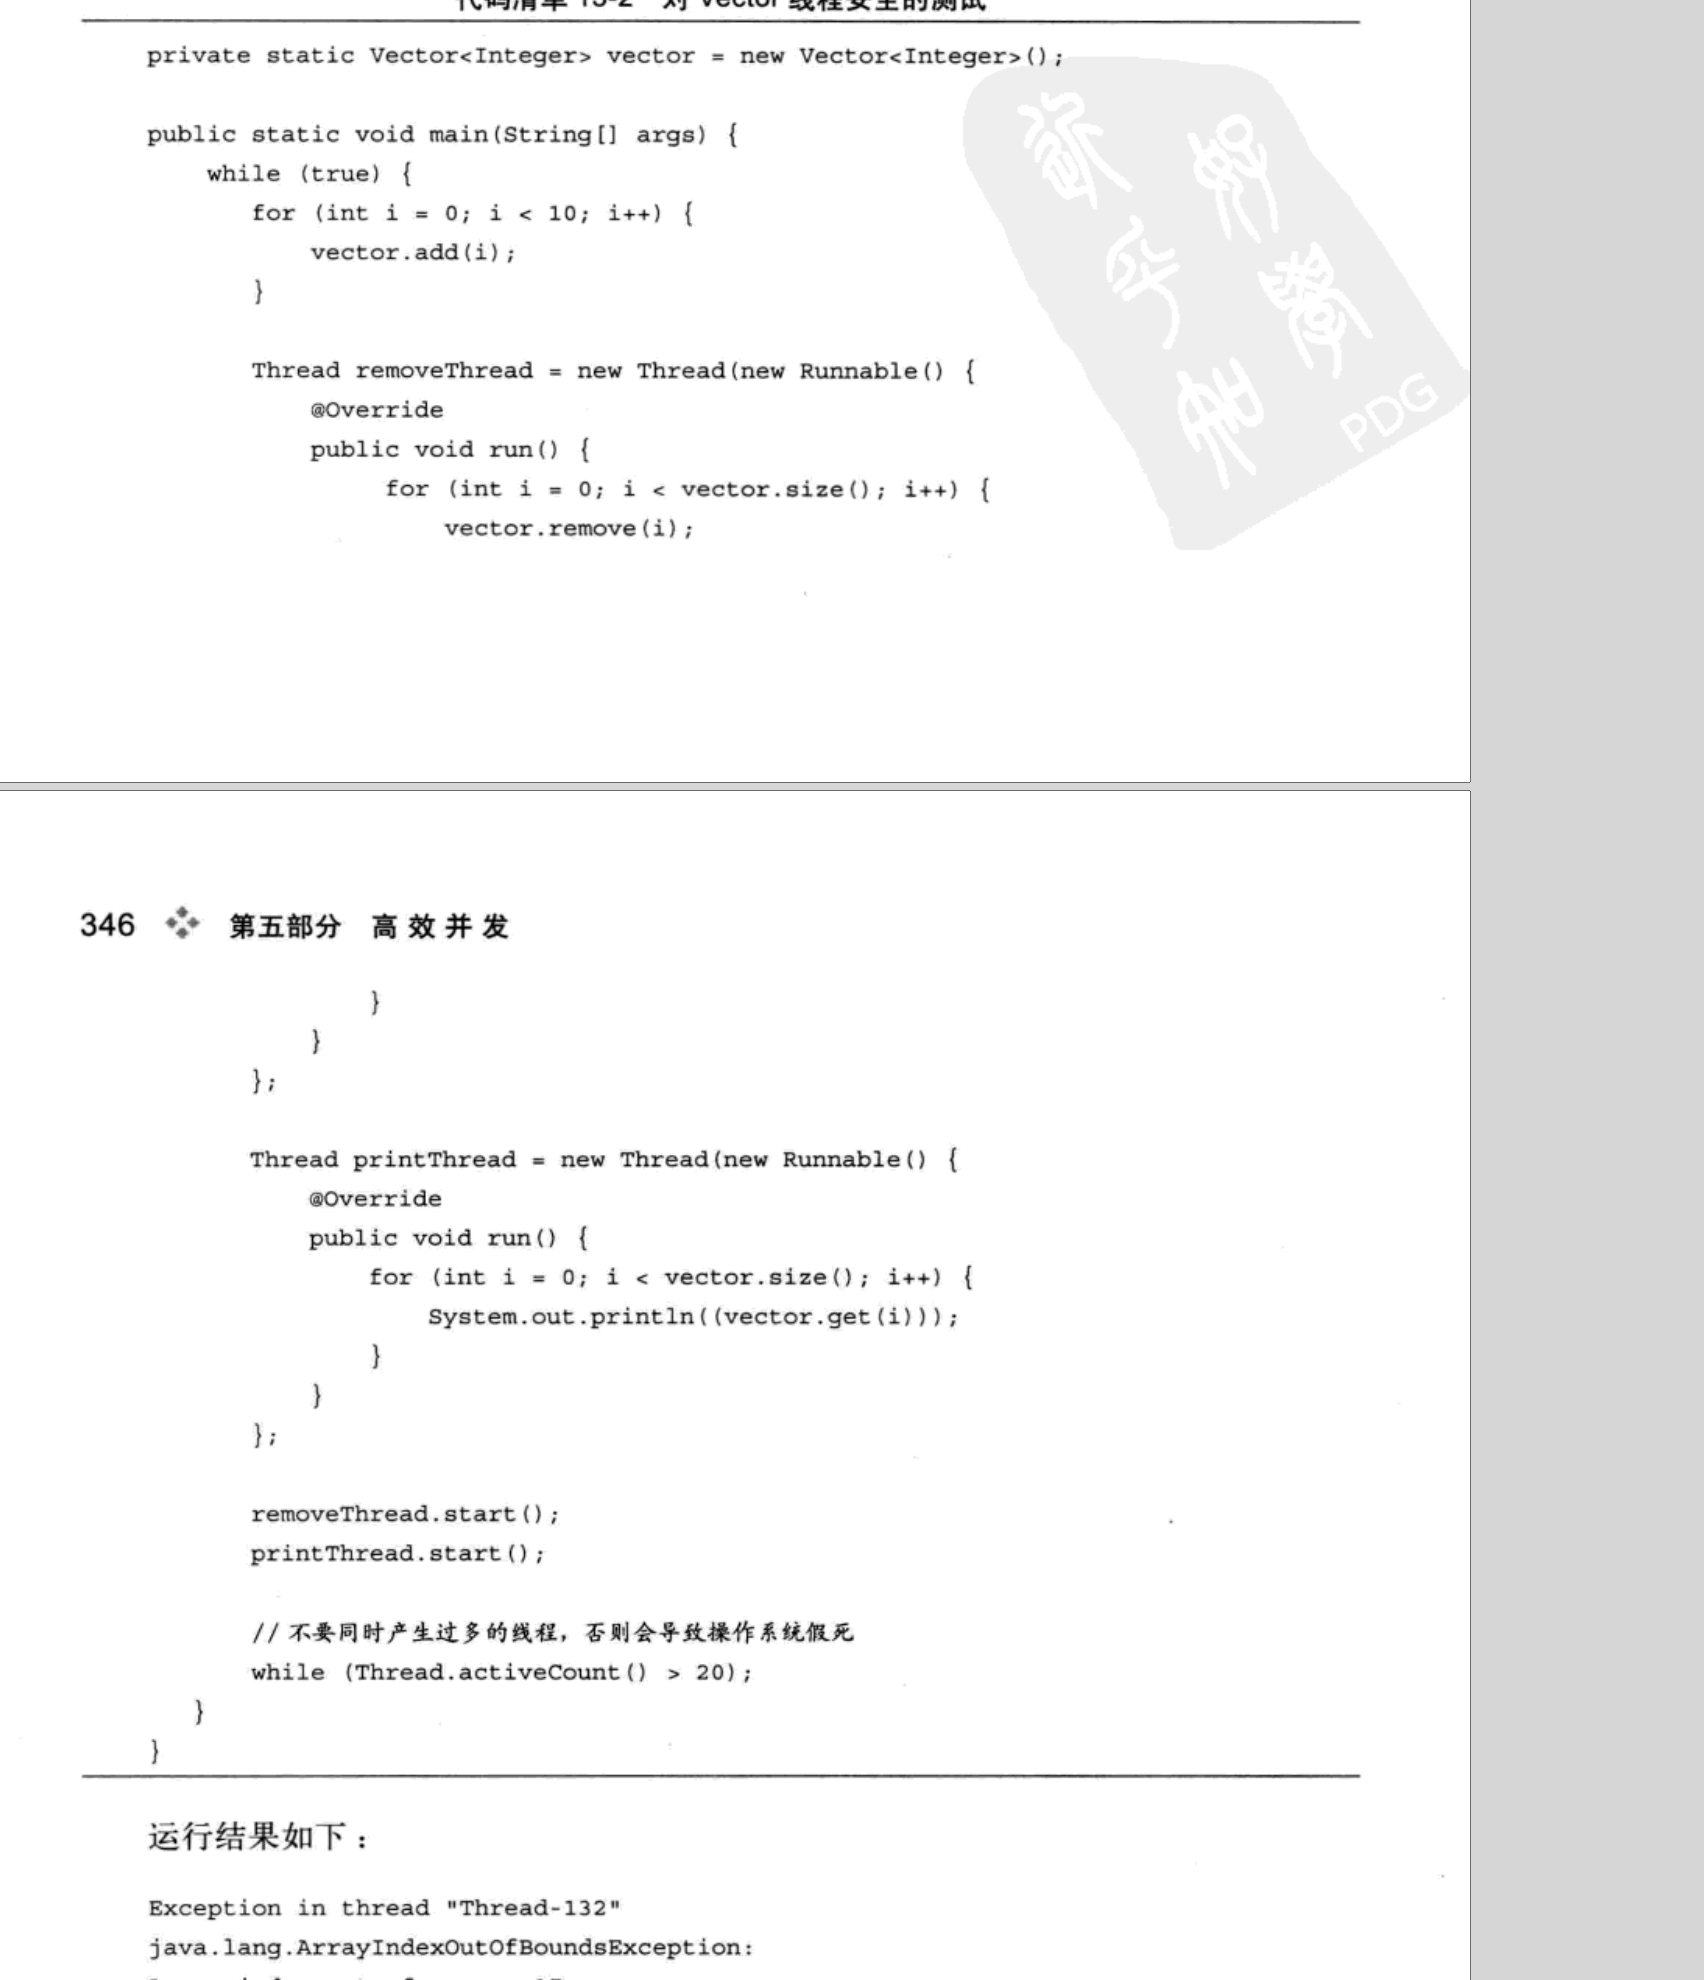 代码清单 13-2 对 Vector 线程安全的测试
private static Vector<Integer> vector = new Vector<Integer>();
public static void main(String[] args) {
while (true) {
for (int i = 0; i < 10; i++) {
vector.add(i);
}
Thread removeThread = new Thread(new Runnable() {
@Override
public void run() {
for (int i = 0; i < vector.size(); i++) {
vector.remove(i);
PDG
346 第五部分 高效并发
}
}
};
Thread printThread = new Thread(new Runnable() {
@Override
public void run() {
for (int i = 0; i < vector.size(); i++) {
System.out.println((vector.get(i)));
}
}
};
removeThread.start();
printThread.start();
// 不要同时产生过多的线程，否则会导致操作系统假死
while (Thread.activeCount() > 20);
}
}
运行结果如下：
Exception in thread "Thread-132"
java.lang.ArrayIndexOutOfBoundsException: